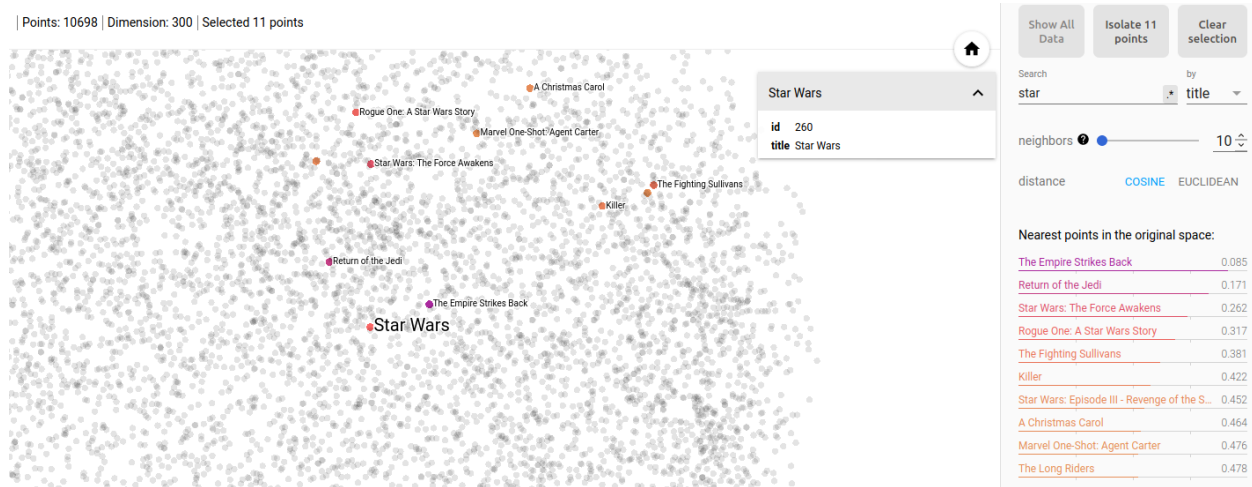 Points: 10698 | Dimension: 300 | Selected 11 points
A Christmas Carol
Rogue One: A Star Wars Story
Marvel One-Shot: Agent Carter
Star Wars: The Force Awakens
The Fighting Sullivans
Killer
Return of the Jedi
The Empire Strikes Back
Star Wars
Star Wars
id 260
title Star Wars
Show All Data
Isolate 11 points
Clear selection
Search
by
star
.*
title
neighbors ? 10
distance COSINE EUCLIDEAN
Nearest points in the original space:
The Empire Strikes Back 0.085
Return of the Jedi 0.171
Star Wars: The Force Awakens 0.262
Rogue One: A Star Wars Story 0.317
The Fighting Sullivans 0.381
Killer 0.422
Star Wars: Episode III - Revenge of the S... 0.452
A Christmas Carol 0.464
Marvel One-Shot: Agent Carter 0.476
The Long Riders 0.478